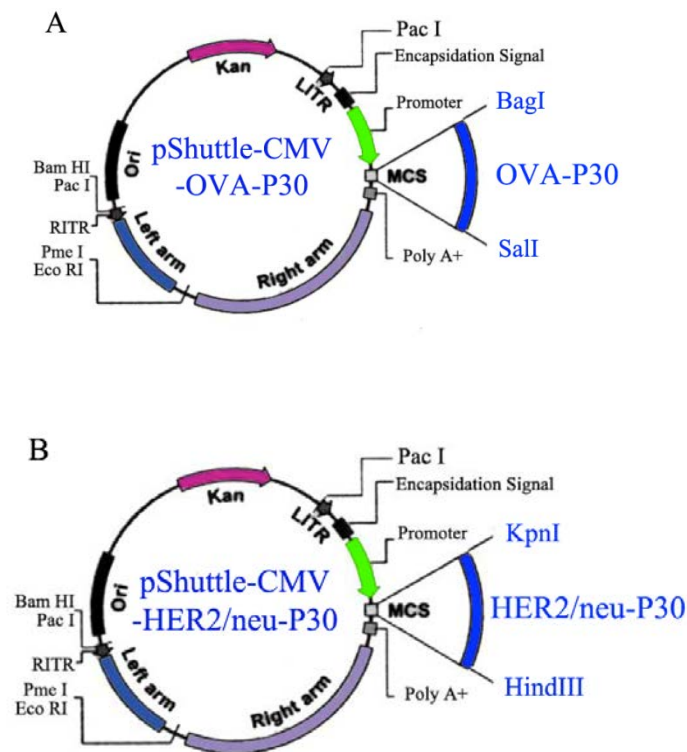 A
Pac I
Encapsidation Signal
Kan
LITR
Promoter
BagI
Ori
pShuttle-CMV
-OVA-P30
Bam HI
Pac I
MCS
OVA-P30
RITR
Left arm
Right arm
Poly A+
SalI
Pme I
Eco RI
B
Pac I
Encapsidation Signal
Kan
LITR
Promoter
KpnI
Ori
pShuttle-CMV
-HER2/neu-P30
Bam HI
Pac I
MCS
HER2/neu-P30
RITR
Left arm
Right arm
Poly A+
HindIII
Pme I
Eco RI